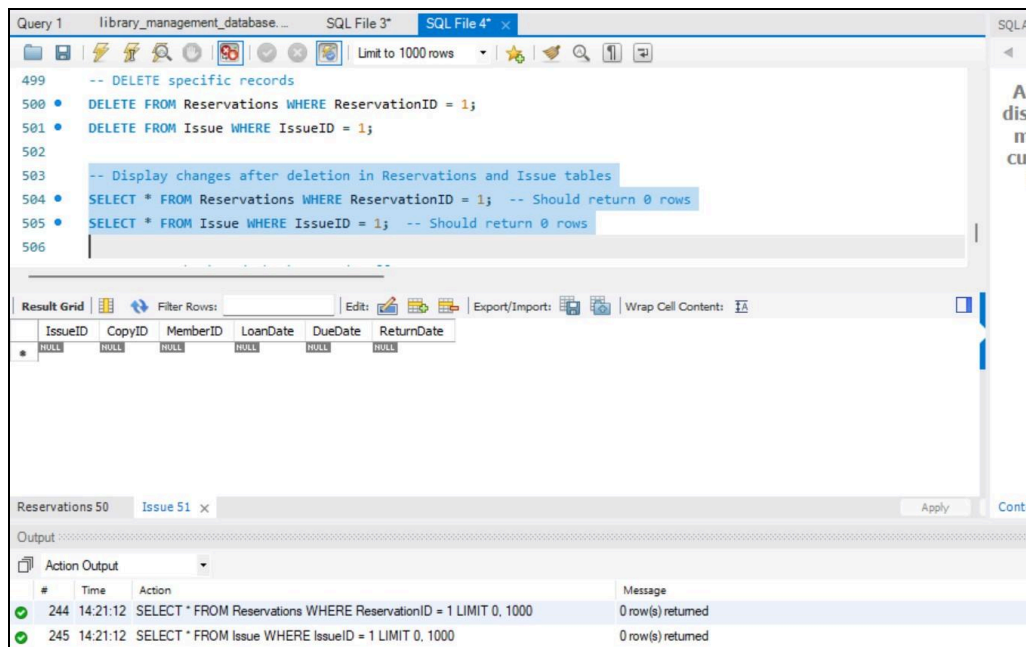 Query 1 library_management_database... SQL File 3* SQL File 4* SQLA
Limit to 1000 rows
499 -- DELETE specific records
500 DELETE FROM Reservations WHERE ReservationID = 1;
501 DELETE FROM Issue WHERE IssueID = 1;
502
503 -- Display changes after deletion in Reservations and Issue tables
504 SELECT * FROM Reservations WHERE ReservationID = 1; -- Should return 0 rows
505 SELECT * FROM Issue WHERE IssueID = 1; -- Should return 0 rows
506
A
dis
m
cu
Result Grid Filter Rows: Edit: Export/Import: Wrap Cell Content: IA
IssueID CopyID MemberID LoanDate DueDate ReturnDate
* NULL NULL NULL NULL NULL NULL
Reservations 50 Issue 51 Apply Cont
Output
Action Output
# Time Action Message
244 14:21:12 SELECT * FROM Reservations WHERE ReservationID = 1 LIMIT 0, 1000 0 row(s) returned
245 14:21:12 SELECT * FROM Issue WHERE IssueID = 1 LIMIT 0, 1000 0 row(s) returned